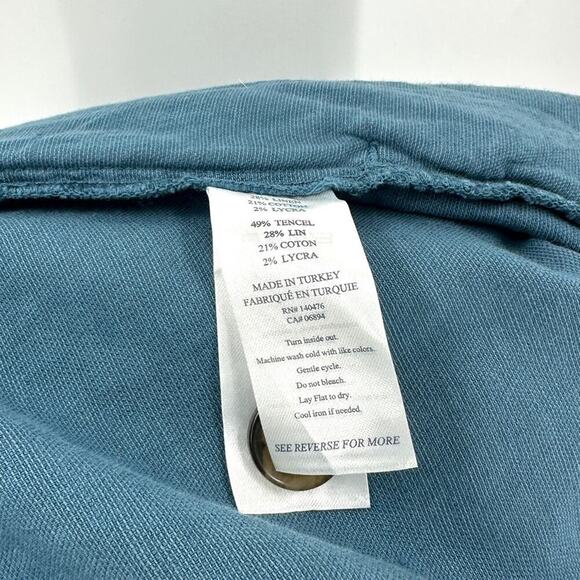 28% LINEN
21% COTTON
2% LYCRA
49% TENCEL
28% LIN
21% COTON
2% LYCRA
MADE IN TURKEY
FABRIQUÉ EN TURQUIE
RN# 140476
CA# 06894
Turn inside out.
Machine wash cold with like colors.
Gentle cycle.
Do not bleach.
Lay Flat to dry.
Cool iron if needed.
SEE REVERSE FOR MORE